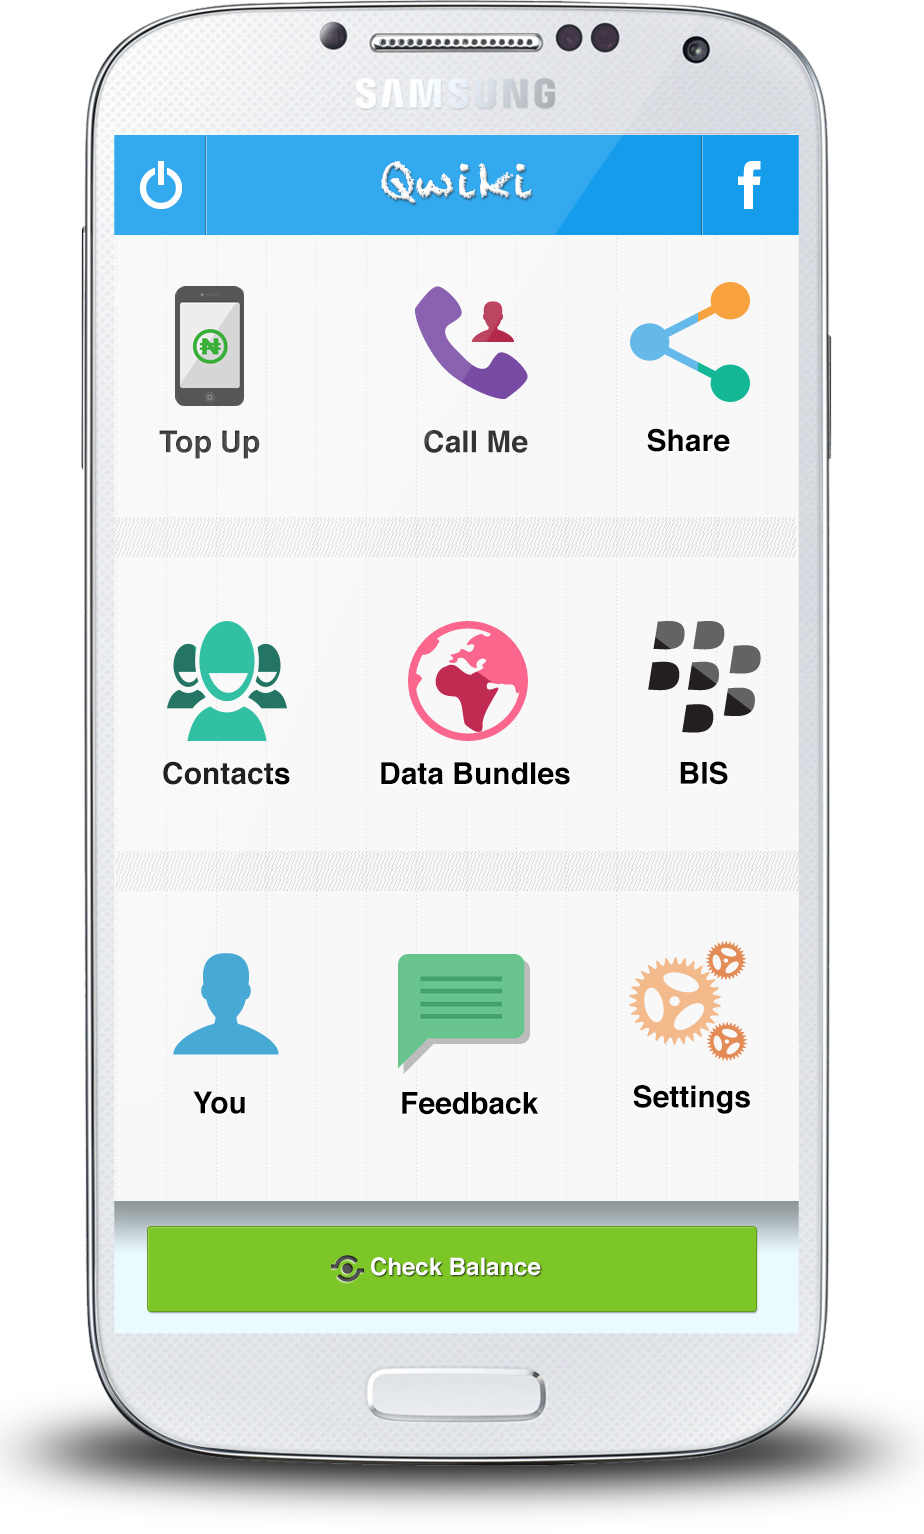 SAMSUNG
Qwiki
f
₦
Top Up
Call Me
Share
Contacts
Data Bundles
BIS
You
Feedback
Settings
Check Balance